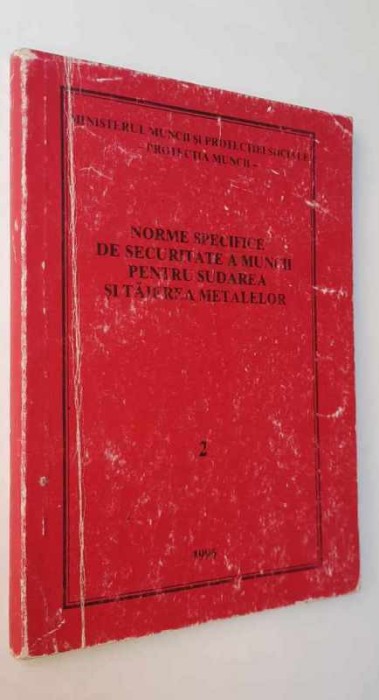 MINISTERUL MUNCII ȘI PROTECȚIEI SOCIALE
PROTECȚIA MUNCII –
NORME SPECIFICE
DE SECURITATE A MUNCII
PENTRU SUDAREA
ȘI TĂIEREA METALELOR
2
1995